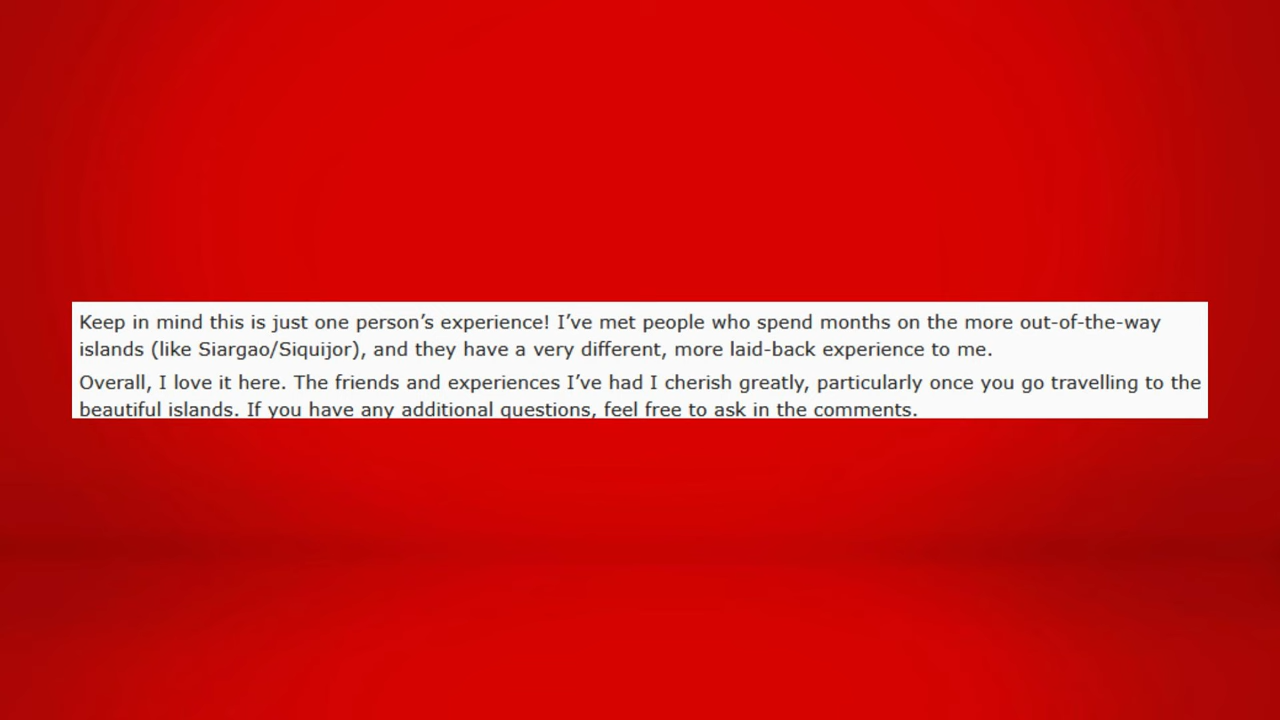 Keep in mind this is just one person’s experience! I’ve met people who spend months on the more out-of-the-way
islands (like Siargao/Siquijor), and they have a very different, more laid-back experience to me.
Overall, I love it here. The friends and experiences I’ve had I cherish greatly, particularly once you go travelling to the
beautiful islands. If you have any additional questions, feel free to ask in the comments.